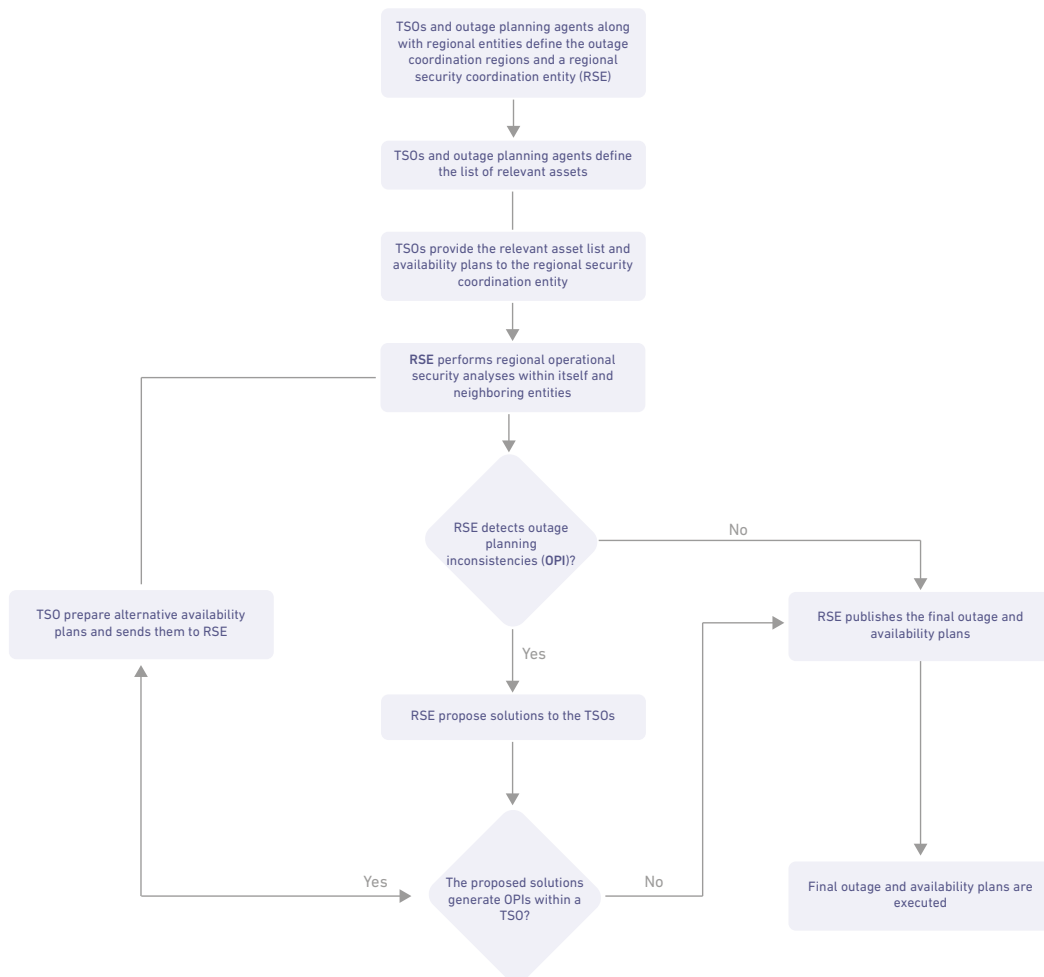 TSOs and outage planning agents along
with regional entities define the outage
coordination regions and a regional
security coordination entity (RSE)
TSOs and outage planning agents define
the list of relevant assets
TSOs provide the relevant asset list and
availability plans to the regional security
coordination entity
RSE performs regional operational
security analyses within itself and
neighboring entities
RSE detects outage
planning
inconsistencies (OPI)?
No
TSO prepare alternative availability
plans and sends them to RSE
RSE publishes the final outage and
availability plans
Yes
RSE propose solutions to the TSOs
Yes
The proposed solutions
generate OPIs within a
TSO?
No
Final outage and availability plans are
executed